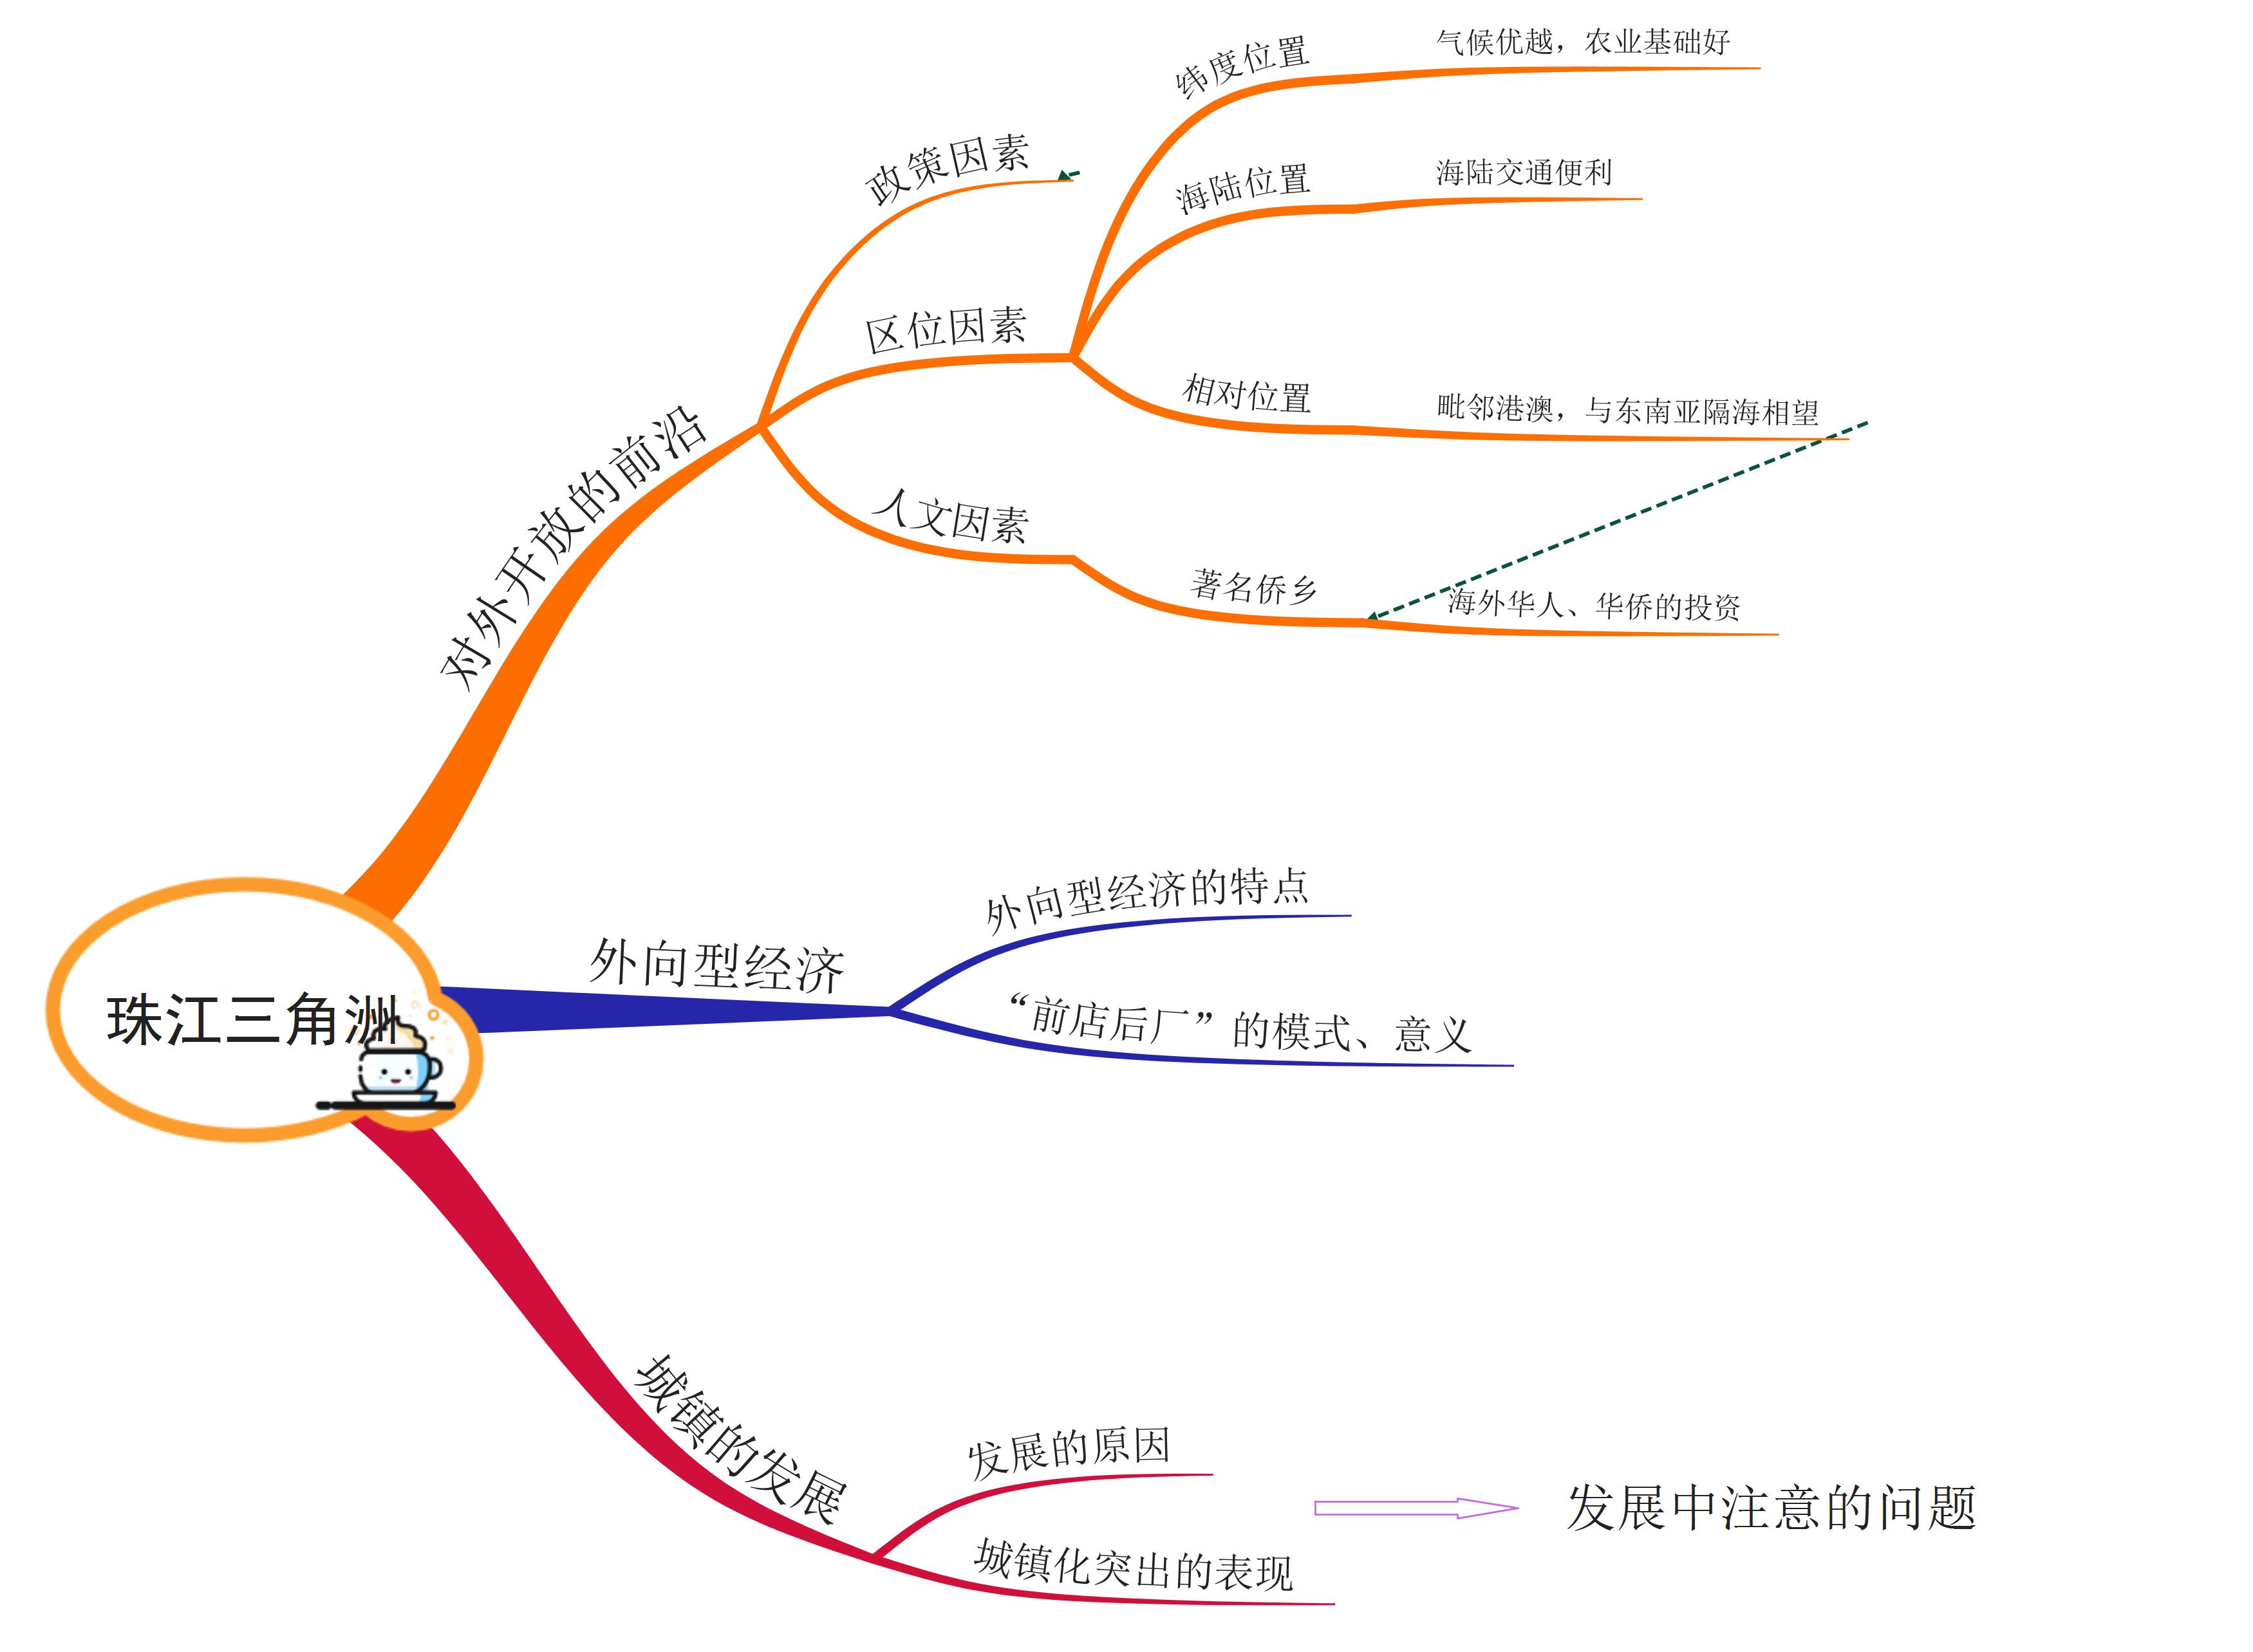 珠江三角洲
对外开放的前沿
政策因素
区位因素
纬度位置
气候优越，农业基础好
海陆位置
海陆交通便利
相对位置
毗邻港澳，与东南亚隔海相望
人文因素
著名侨乡
海外华人、华侨的投资
外向型经济
外向型经济的特点
“前店后厂”的模式、意义
城镇的发展
发展的原因
城镇化突出的表现
发展中注意的问题